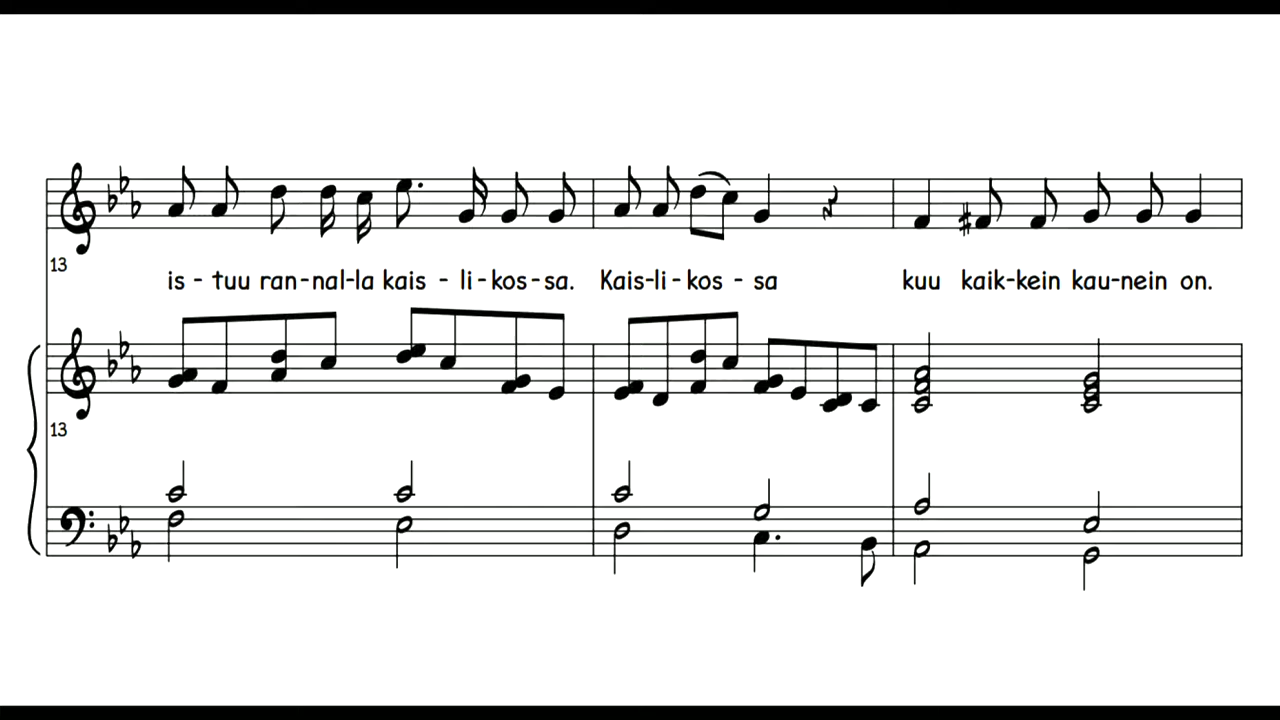 13
is - tuu ran-nal-la kais - li-kos-sa. Kais-li-kos - sa kuu kaik-kein kau-nein on.
13